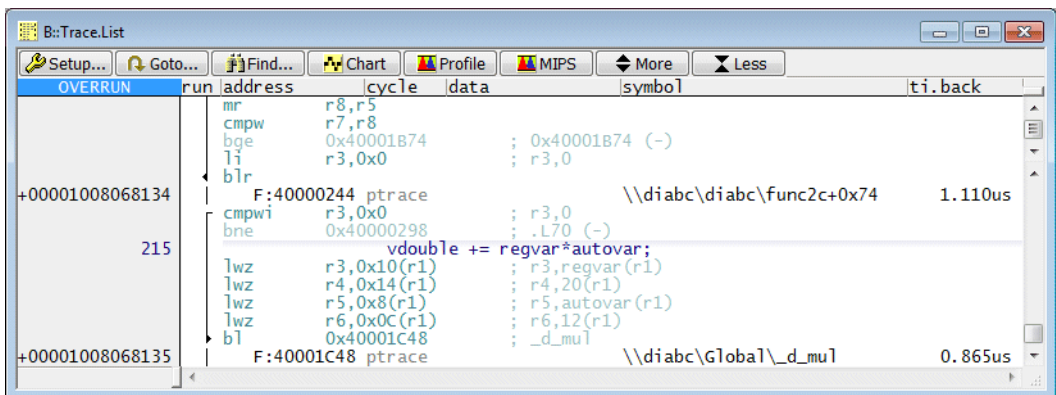 B::Trace.List
Setup... Goto... Find... Chart Profile MIPS More Less
OVERRUN run address cycle data symbol ti.back
mr r8,r5
cmpw r7,r8
bge 0x40001B74 ; 0x40001B74 (-)
li r3,0x0 ; r3,0
blr
+00001008068134 F:40000244 ptrace \\diabc\diabc\func2c+0x74 1.110us
cmpwi r3,0x0 ; r3,0
bne 0x40000298 ; .L70 (-)
215 vdouble += regvar*autovar;
lwz r3,0x10(r1) ; r3,regvar(r1)
lwz r4,0x14(r1) ; r4,20(r1)
lwz r5,0x8(r1) ; r5,autovar(r1)
lwz r6,0x0C(r1) ; r6,12(r1)
bl 0x40001C48 ; _d_mul
+00001008068135 F:40001C48 ptrace \\diabc\Global\_d_mul 0.865us